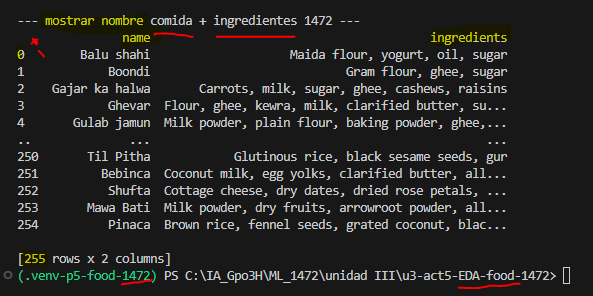 --- mostrar nombre comida + ingredientes 1472 ---
name ingredients
0 Balu shahi Maida flour, yogurt, oil, sugar
1 Boondi Gram flour, ghee, sugar
2 Gajar ka halwa Carrots, milk, sugar, ghee, cashews, raisins
3 Ghevar Flour, ghee, kewra, milk, clarified butter, su...
4 Gulab jamun Milk powder, plain flour, baking powder, ghee,...
.. ... ...
250 Til Pitha Glutinous rice, black sesame seeds, gur
251 Bebinca Coconut milk, egg yolks, clarified butter, all...
252 Shufta Cottage cheese, dry dates, dried rose petals, ...
253 Mawa Bati Milk powder, dry fruits, arrowroot powder, all...
254 Pinaca Brown rice, fennel seeds, grated coconut, blac...
[255 rows x 2 columns]
(.venv-p5-food-1472) PS C:\IA_Gpo3H\ML_1472\unidad III\u3-act5-EDA-food-1472>